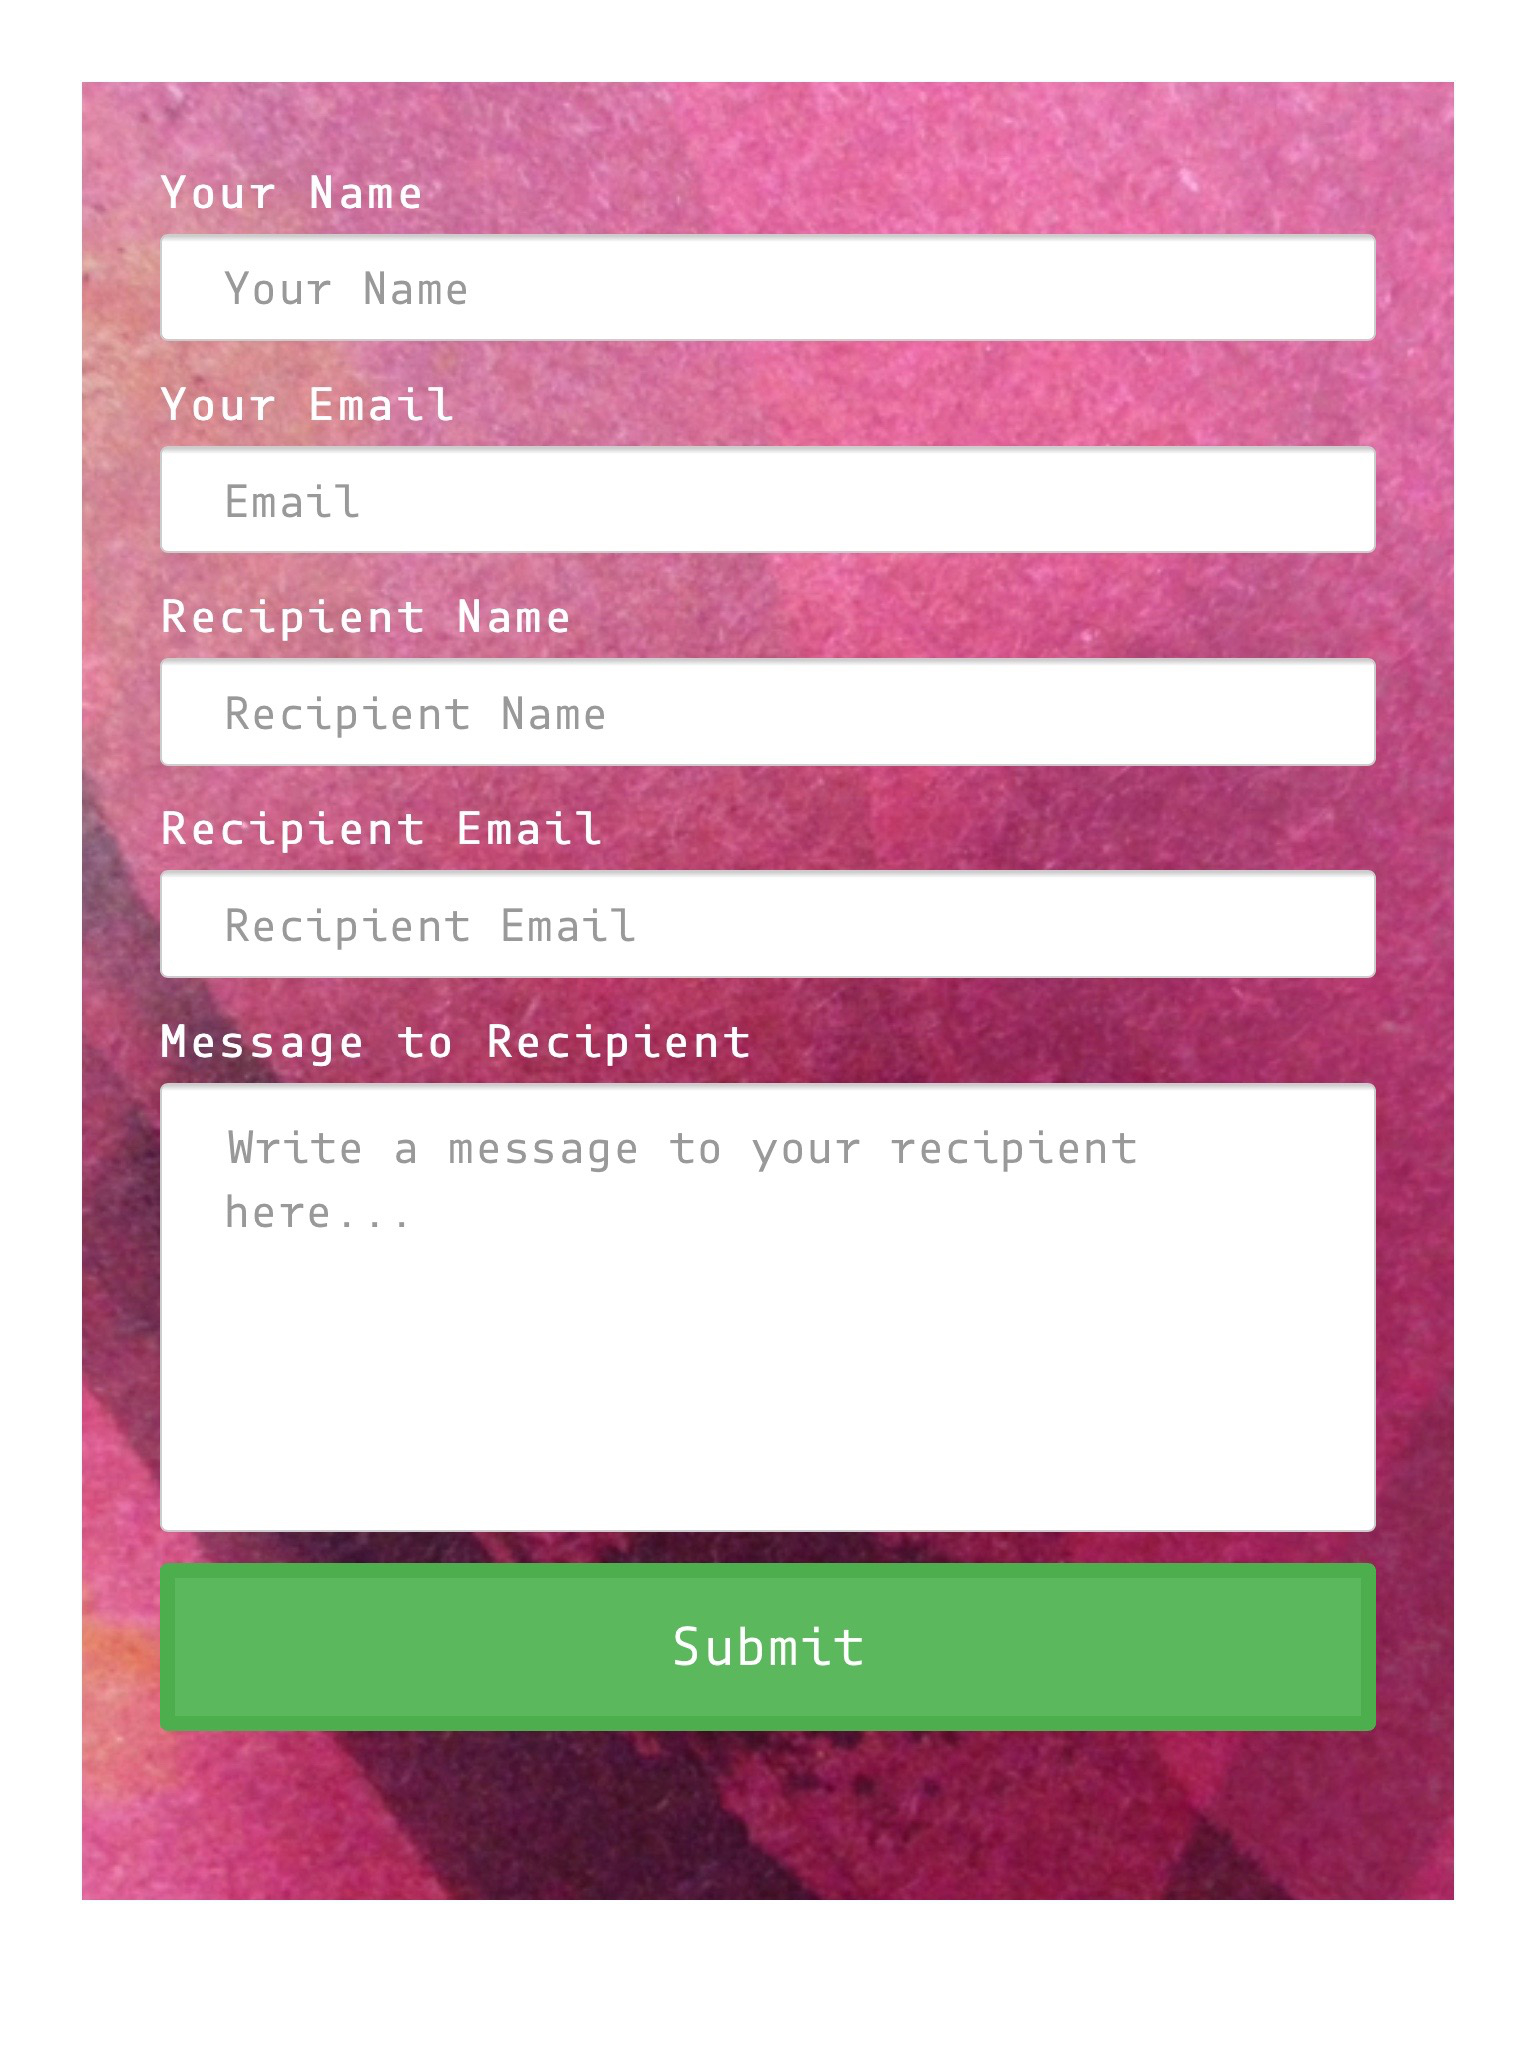 Your Name
Your Name
Your Email
Email
Recipient Name
Recipient Name
Recipient Email
Recipient Email
Message to Recipient
Write a message to your recipient
here...
Submit